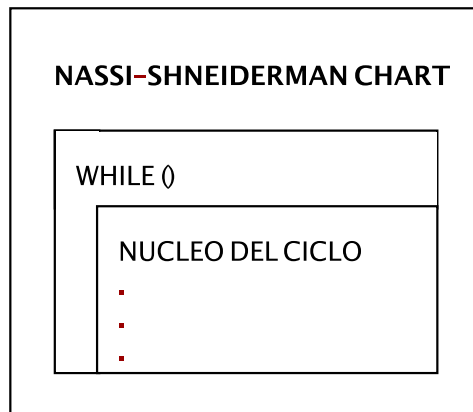 NASSI-SHNEIDERMAN CHART
WHILE ()
NUCLEO DEL CICLO